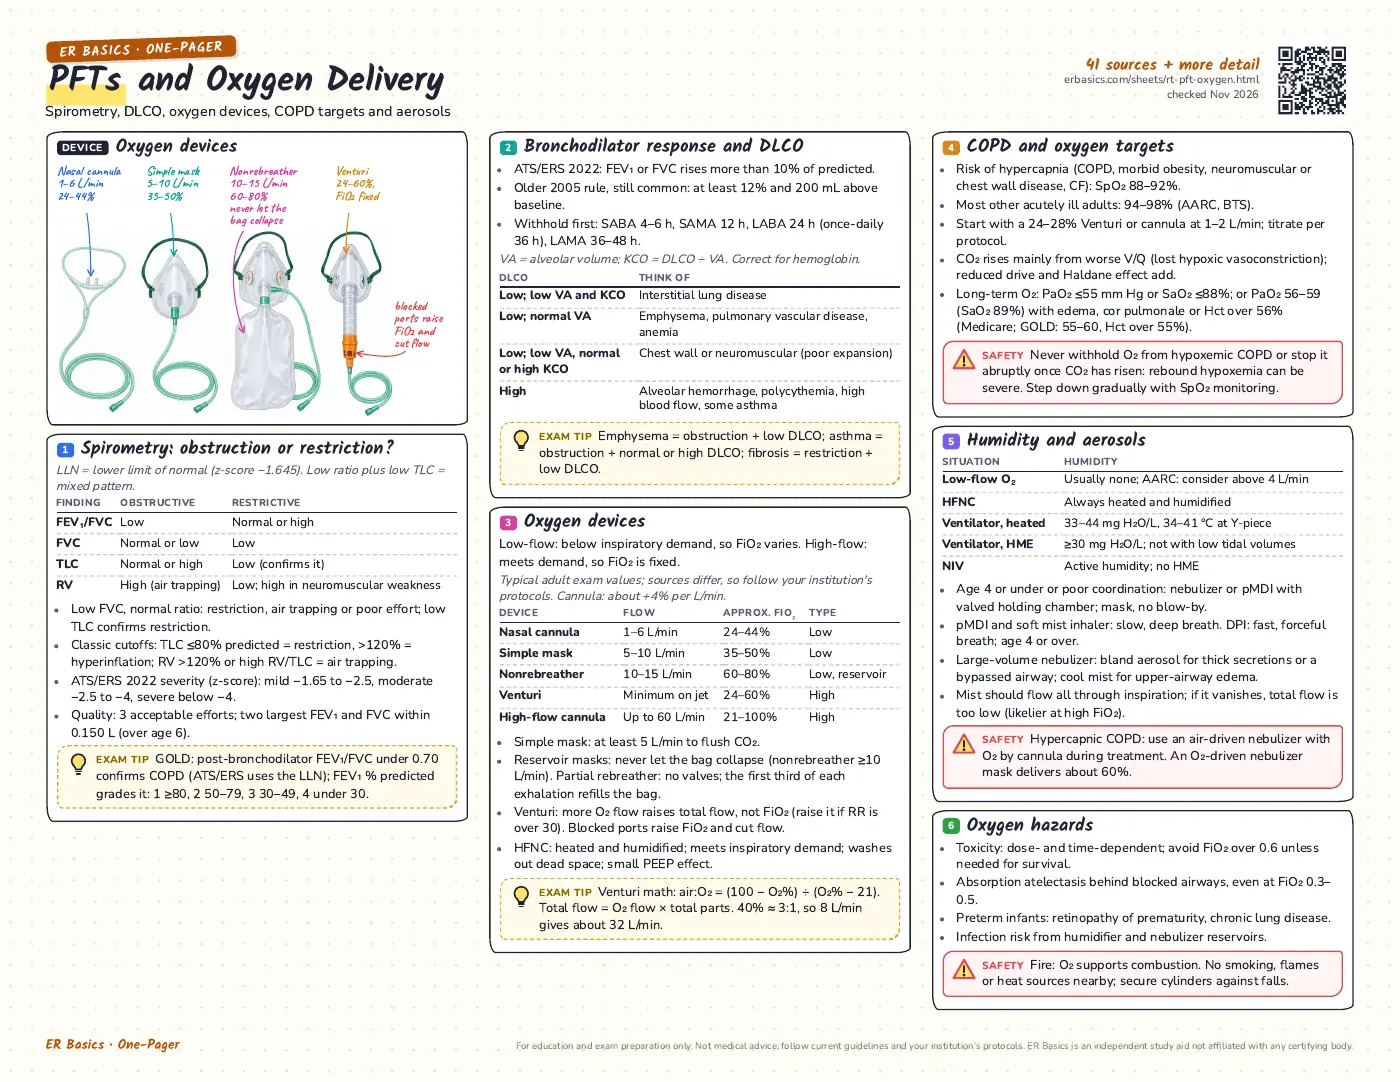 ER BASICS · ONE-PAGER
PFTs and Oxygen Delivery
Spirometry, DLCO, oxygen devices, COPD targets and aerosols
41 sources + more detail
erbasics.com/sheets/rt-pft-oxygen.html
checked Nov 2026
DEVICE Oxygen devices
Nasal cannula
1–6 L/min
24–44%
Simple mask
5–10 L/min
35–50%
Nonrebreather
10–15 L/min
60–80%
never let the
bag collapse
Venturi
24–60%,
FiO₂ fixed
blocked
ports raise
FiO₂ and
cut flow
1 Spirometry: obstruction or restriction?
LLN = lower limit of normal (z-score −1.645). Low ratio plus low TLC =
mixed pattern.
FINDING OBSTRUCTIVE RESTRICTIVE
FEV₁/FVC Low Normal or high
FVC Normal or low Low
TLC Normal or high Low (confirms it)
RV High (air trapping) Low; high in neuromuscular weakness
• Low FVC, normal ratio: restriction, air trapping or poor effort; low
TLC confirms restriction.
• Classic cutoffs: TLC ≤80% predicted = restriction, >120% =
hyperinflation; RV >120% or high RV/TLC = air trapping.
• ATS/ERS 2022 severity (z-score): mild −1.65 to −2.5, moderate
−2.5 to −4, severe below −4.
• Quality: 3 acceptable efforts; two largest FEV₁ and FVC within
0.150 L (over age 6).
EXAM TIP GOLD: post-bronchodilator FEV₁/FVC under 0.70
confirms COPD (ATS/ERS uses the LLN); FEV₁ % predicted
grades it: 1 ≥80, 2 50–79, 3 30–49, 4 under 30.
2 Bronchodilator response and DLCO
• ATS/ERS 2022: FEV₁ or FVC rises more than 10% of predicted.
• Older 2005 rule, still common: at least 12% and 200 mL above
baseline.
• Withhold first: SABA 4–6 h, SAMA 12 h, LABA 24 h (once-daily
36 h), LAMA 36–48 h.
VA = alveolar volume; KCO = DLCO ÷ VA. Correct for hemoglobin.
DLCO THINK OF
Low; low VA and KCO Interstitial lung disease
Low; normal VA Emphysema, pulmonary vascular disease,
anemia
Low; low VA, normal Chest wall or neuromuscular (poor expansion)
or high KCO
High Alveolar hemorrhage, polycythemia, high
blood flow, some asthma
EXAM TIP Emphysema = obstruction + low DLCO; asthma =
obstruction + normal or high DLCO; fibrosis = restriction +
low DLCO.
3 Oxygen devices
Low-flow: below inspiratory demand, so FiO₂ varies. High-flow:
meets demand, so FiO₂ is fixed.
Typical adult exam values; sources differ, so follow your institution's
protocols. Cannula: about +4% per L/min.
DEVICE FLOW APPROX. FIO₂ TYPE
Nasal cannula 1–6 L/min 24–44% Low
Simple mask 5–10 L/min 35–50% Low
Nonrebreather 10–15 L/min 60–80% Low, reservoir
Venturi Minimum on jet 24–60% High
High-flow cannula Up to 60 L/min 21–100% High
• Simple mask: at least 5 L/min to flush CO₂.
• Reservoir masks: never let the bag collapse (nonrebreather ≥10
L/min). Partial rebreather: no valves; the first third of each
exhalation refills the bag.
• Venturi: more O₂ flow raises total flow, not FiO₂ (raise it if RR is
over 30). Blocked ports raise FiO₂ and cut flow.
• HFNC: heated and humidified; meets inspiratory demand; washes
out dead space; small PEEP effect.
EXAM TIP Venturi math: air:O₂ = (100 − O₂%) ÷ (O₂% − 21).
Total flow = O₂ flow × total parts. 40% ≈ 3:1, so 8 L/min
gives about 32 L/min.
4 COPD and oxygen targets
• Risk of hypercapnia (COPD, morbid obesity, neuromuscular or
chest wall disease, CF): SpO₂ 88–92%.
• Most other acutely ill adults: 94–98% (AARC, BTS).
• Start with a 24–28% Venturi or cannula at 1–2 L/min; titrate per
protocol.
• CO₂ rises mainly from worse V/Q (lost hypoxic vasoconstriction);
reduced drive and Haldane effect add.
• Long-term O₂: PaO₂ ≤55 mm Hg or SaO₂ ≤88%; or PaO₂ 56–59
(SaO₂ 89%) with edema, cor pulmonale or Hct over 56%
(Medicare; GOLD: 55–60, Hct over 55%).
SAFETY Never withhold O₂ from hypoxemic COPD or stop it
abruptly once CO₂ has risen: rebound hypoxemia can be
severe. Step down gradually with SpO₂ monitoring.
5 Humidity and aerosols
SITUATION HUMIDITY
Low-flow O₂ Usually none; AARC: consider above 4 L/min
HFNC Always heated and humidified
Ventilator, heated 33–44 mg H₂O/L, 34–41 °C at Y-piece
Ventilator, HME ≥30 mg H₂O/L; not with low tidal volumes
NIV Active humidity; no HME
• Age 4 or under or poor coordination: nebulizer or pMDI with
valved holding chamber; mask, no blow-by.
• pMDI and soft mist inhaler: slow, deep breath. DPI: fast, forceful
breath; age 4 or over.
• Large-volume nebulizer: bland aerosol for thick secretions or a
bypassed airway; cool mist for upper-airway edema.
• Mist should flow all through inspiration; if it vanishes, total flow is
too low (likelier at high FiO₂).
SAFETY Hypercapnic COPD: use an air-driven nebulizer with
O₂ by cannula during treatment. An O₂-driven nebulizer
mask delivers about 60%.
6 Oxygen hazards
• Toxicity: dose- and time-dependent; avoid FiO₂ over 0.6 unless
needed for survival.
• Absorption atelectasis behind blocked airways, even at FiO₂ 0.3–
0.5.
• Preterm infants: retinopathy of prematurity, chronic lung disease.
• Infection risk from humidifier and nebulizer reservoirs.
SAFETY Fire: O₂ supports combustion. No smoking, flames
or heat sources nearby; secure cylinders against falls.
ER Basics · One-Pager
For education and exam preparation only. Not medical advice; follow current guidelines and your institution's protocols. ER Basics is an independent study aid not affiliated with any certifying body.